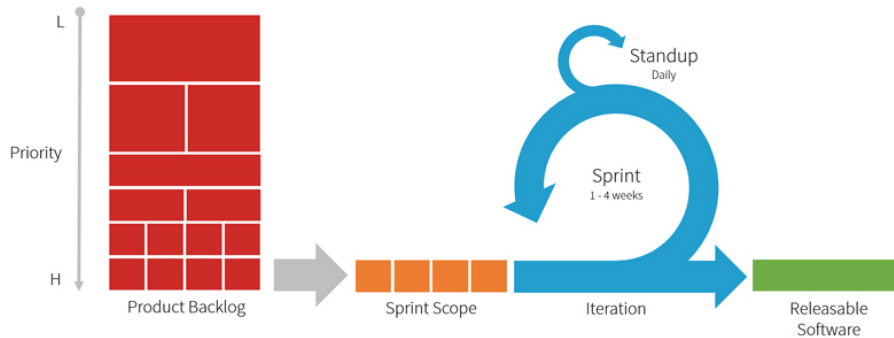 L
Priority
H
Product Backlog
Sprint Scope
Standup
Daily
Sprint
1 - 4 weeks
Iteration
Releasable
Software